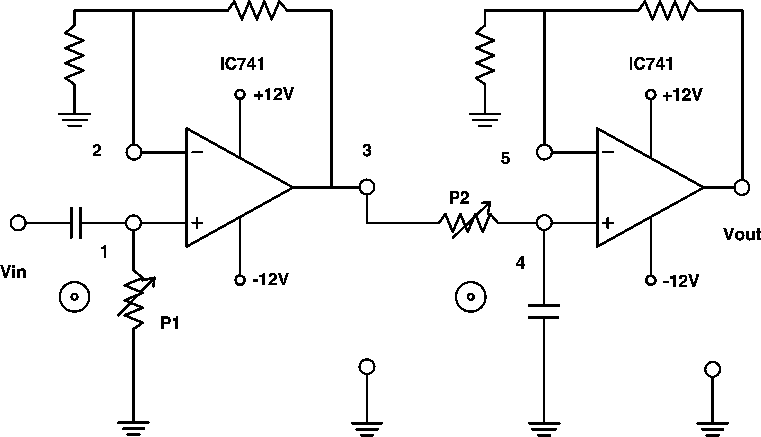 IC741
IC741
+12V
+12V
2
3
5
−
−
P2
+
+
1
Vout
4
Vin
-12V
-12V
P1